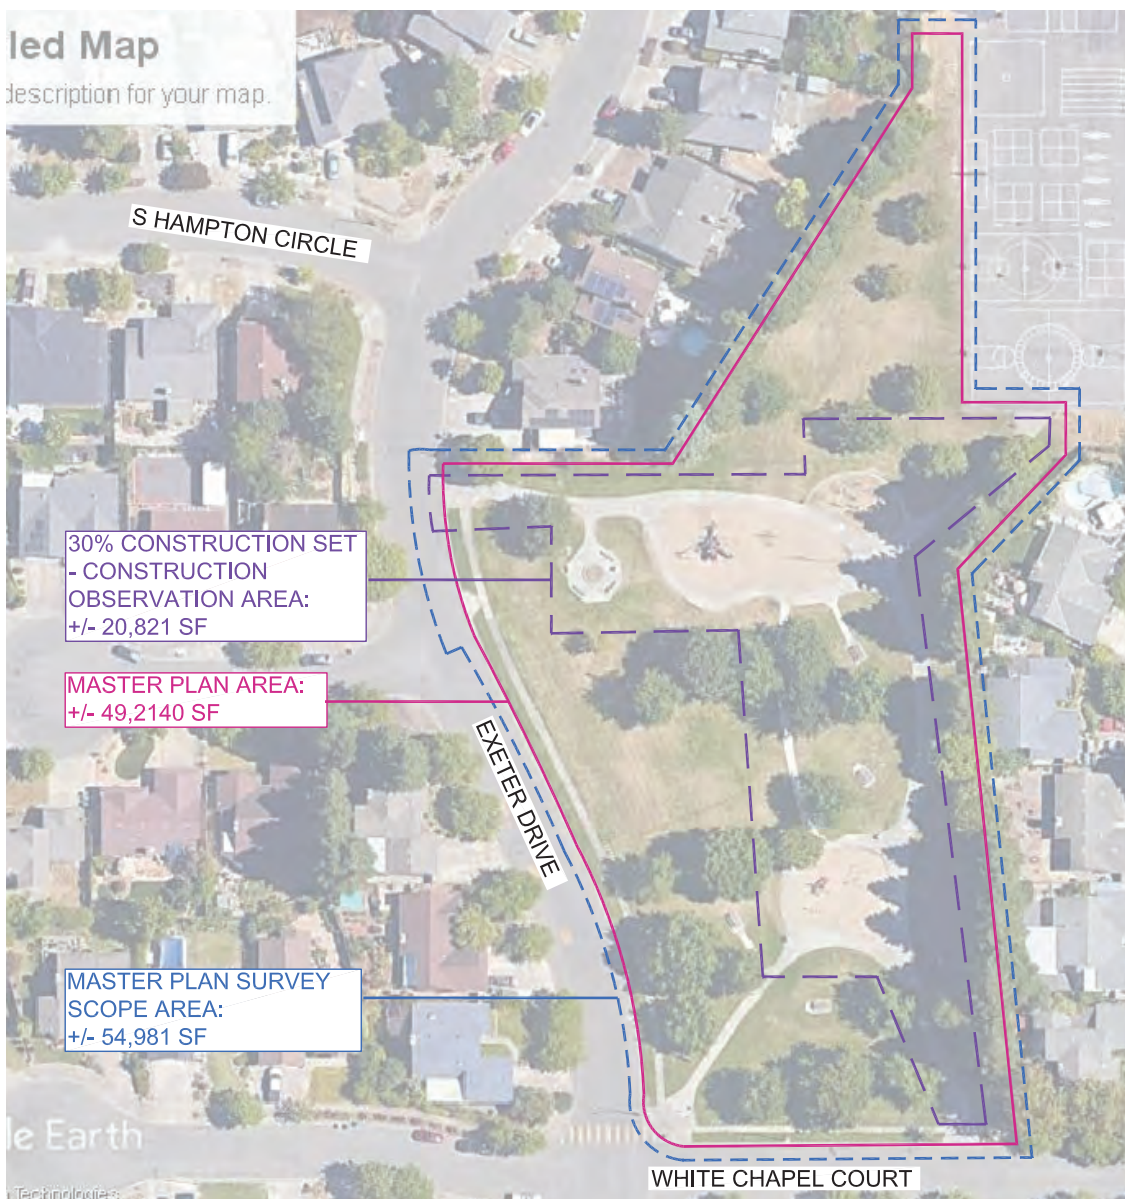 led Map
description for your map.
S HAMPTON CIRCLE
30% CONSTRUCTION SET
- CONSTRUCTION
OBSERVATION AREA:
+/- 20,821 SF
MASTER PLAN AREA:
+/- 49,2140 SF
EXETER DRIVE
MASTER PLAN SURVEY
SCOPE AREA:
+/- 54,981 SF
le Earth
WHITE CHAPEL COURT
Technologies